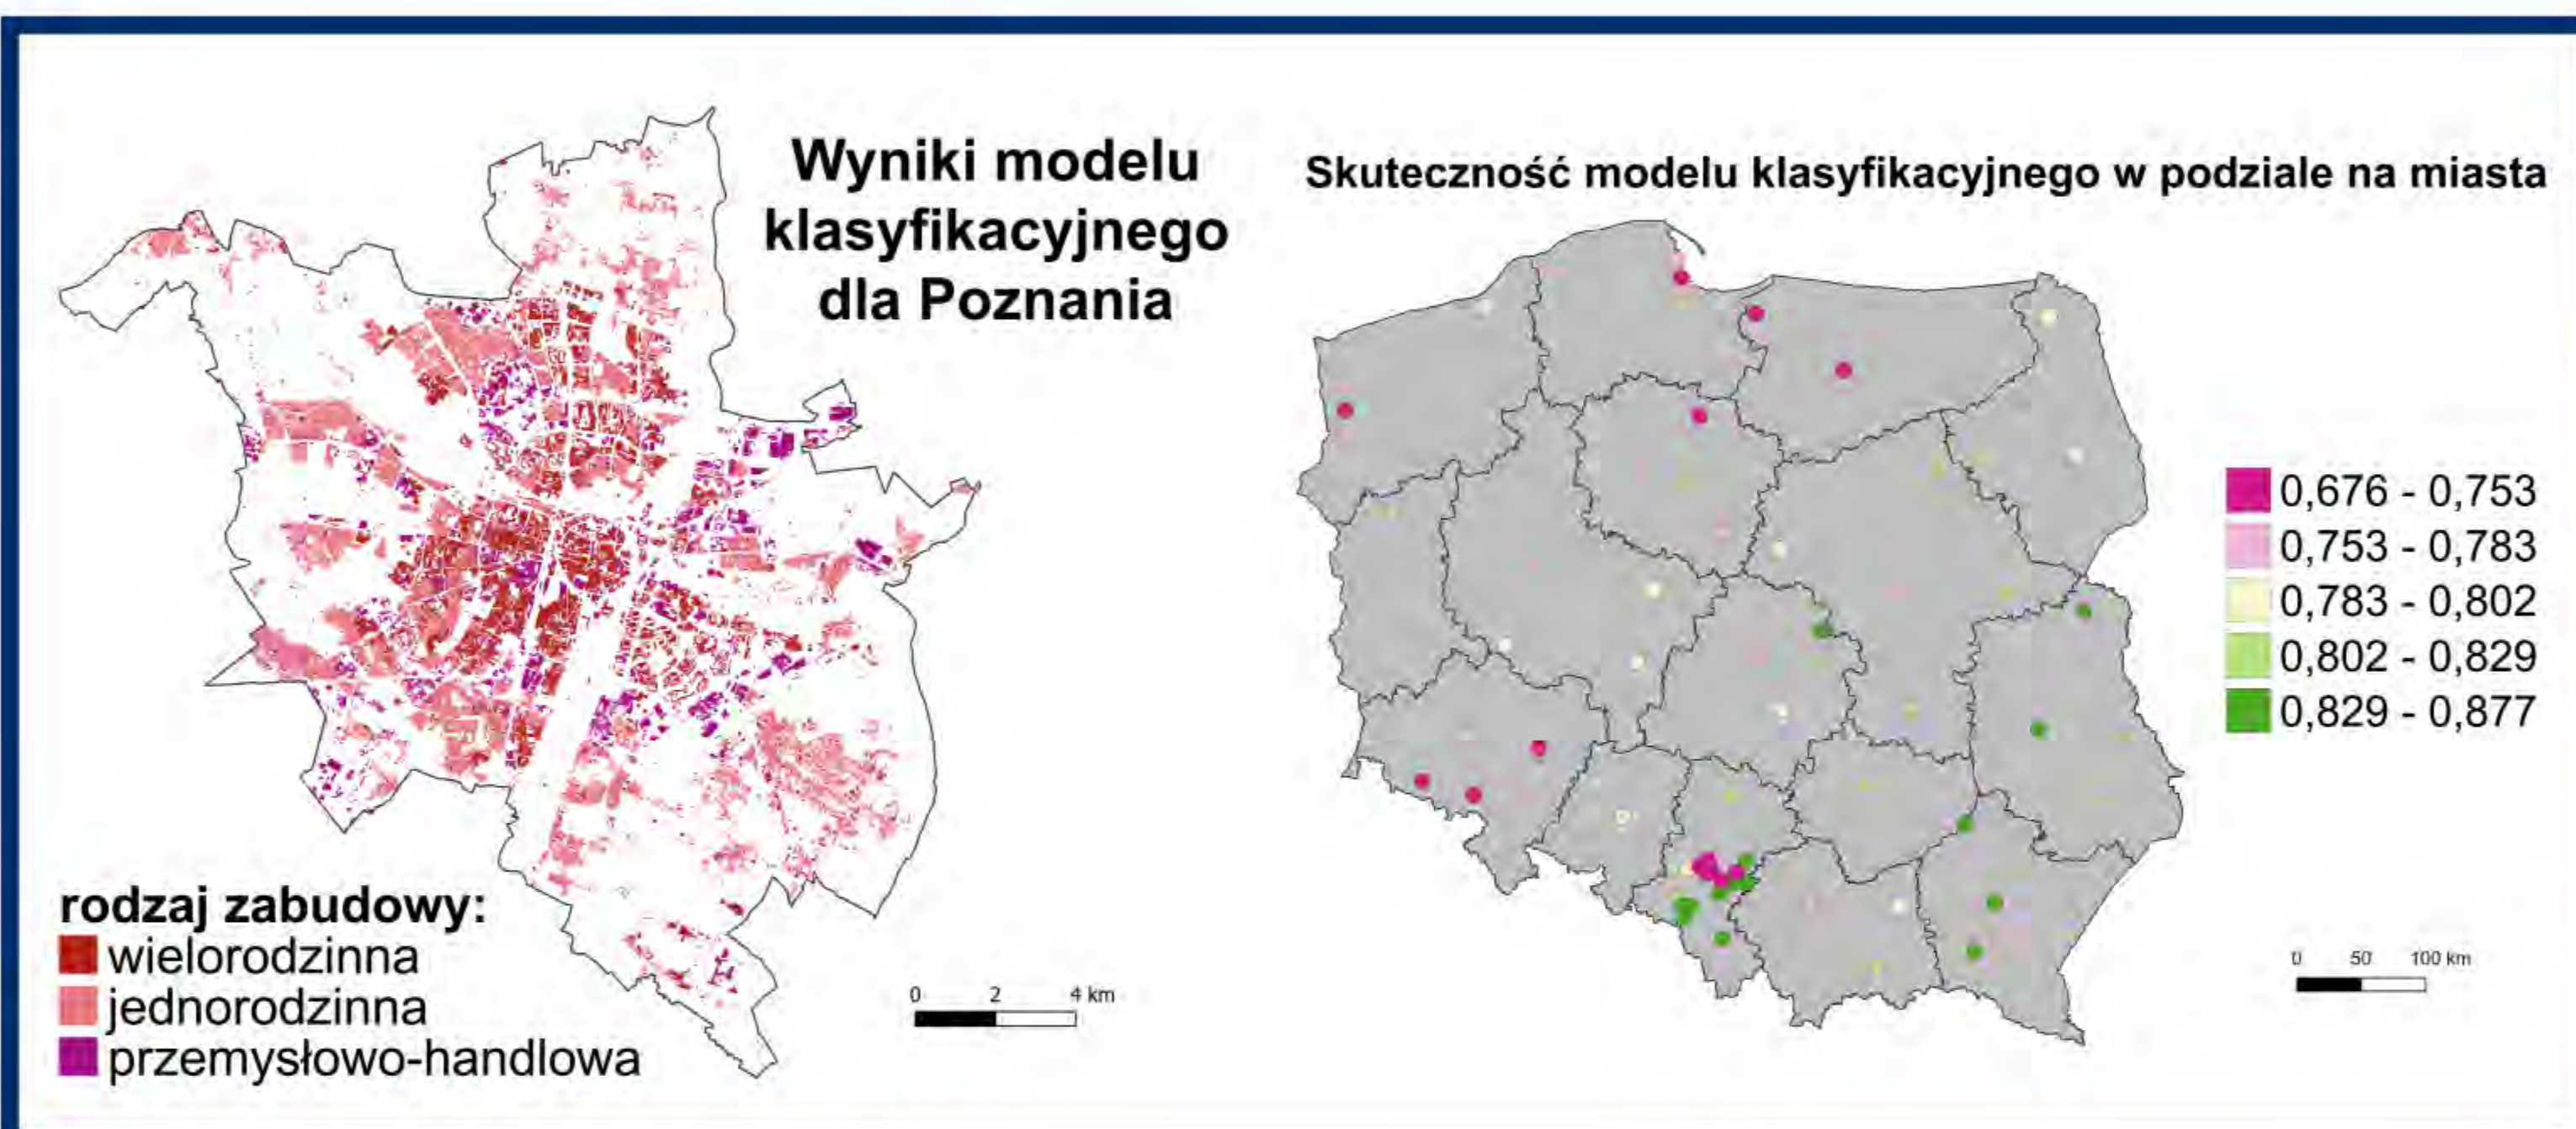 Wyniki modelu
klasyfikacyjnego
dla Poznania
rodzaj zabudowy:
wielorodzinna
jednorodzinna
przemysłowo-handlowa
0 2 4 km
Skuteczność modelu klasyfikacyjnego w podziale na miasta
0,676 - 0,753
0,753 - 0,783
0,783 - 0,802
0,802 - 0,829
0,829 - 0,877
0 50 100 km